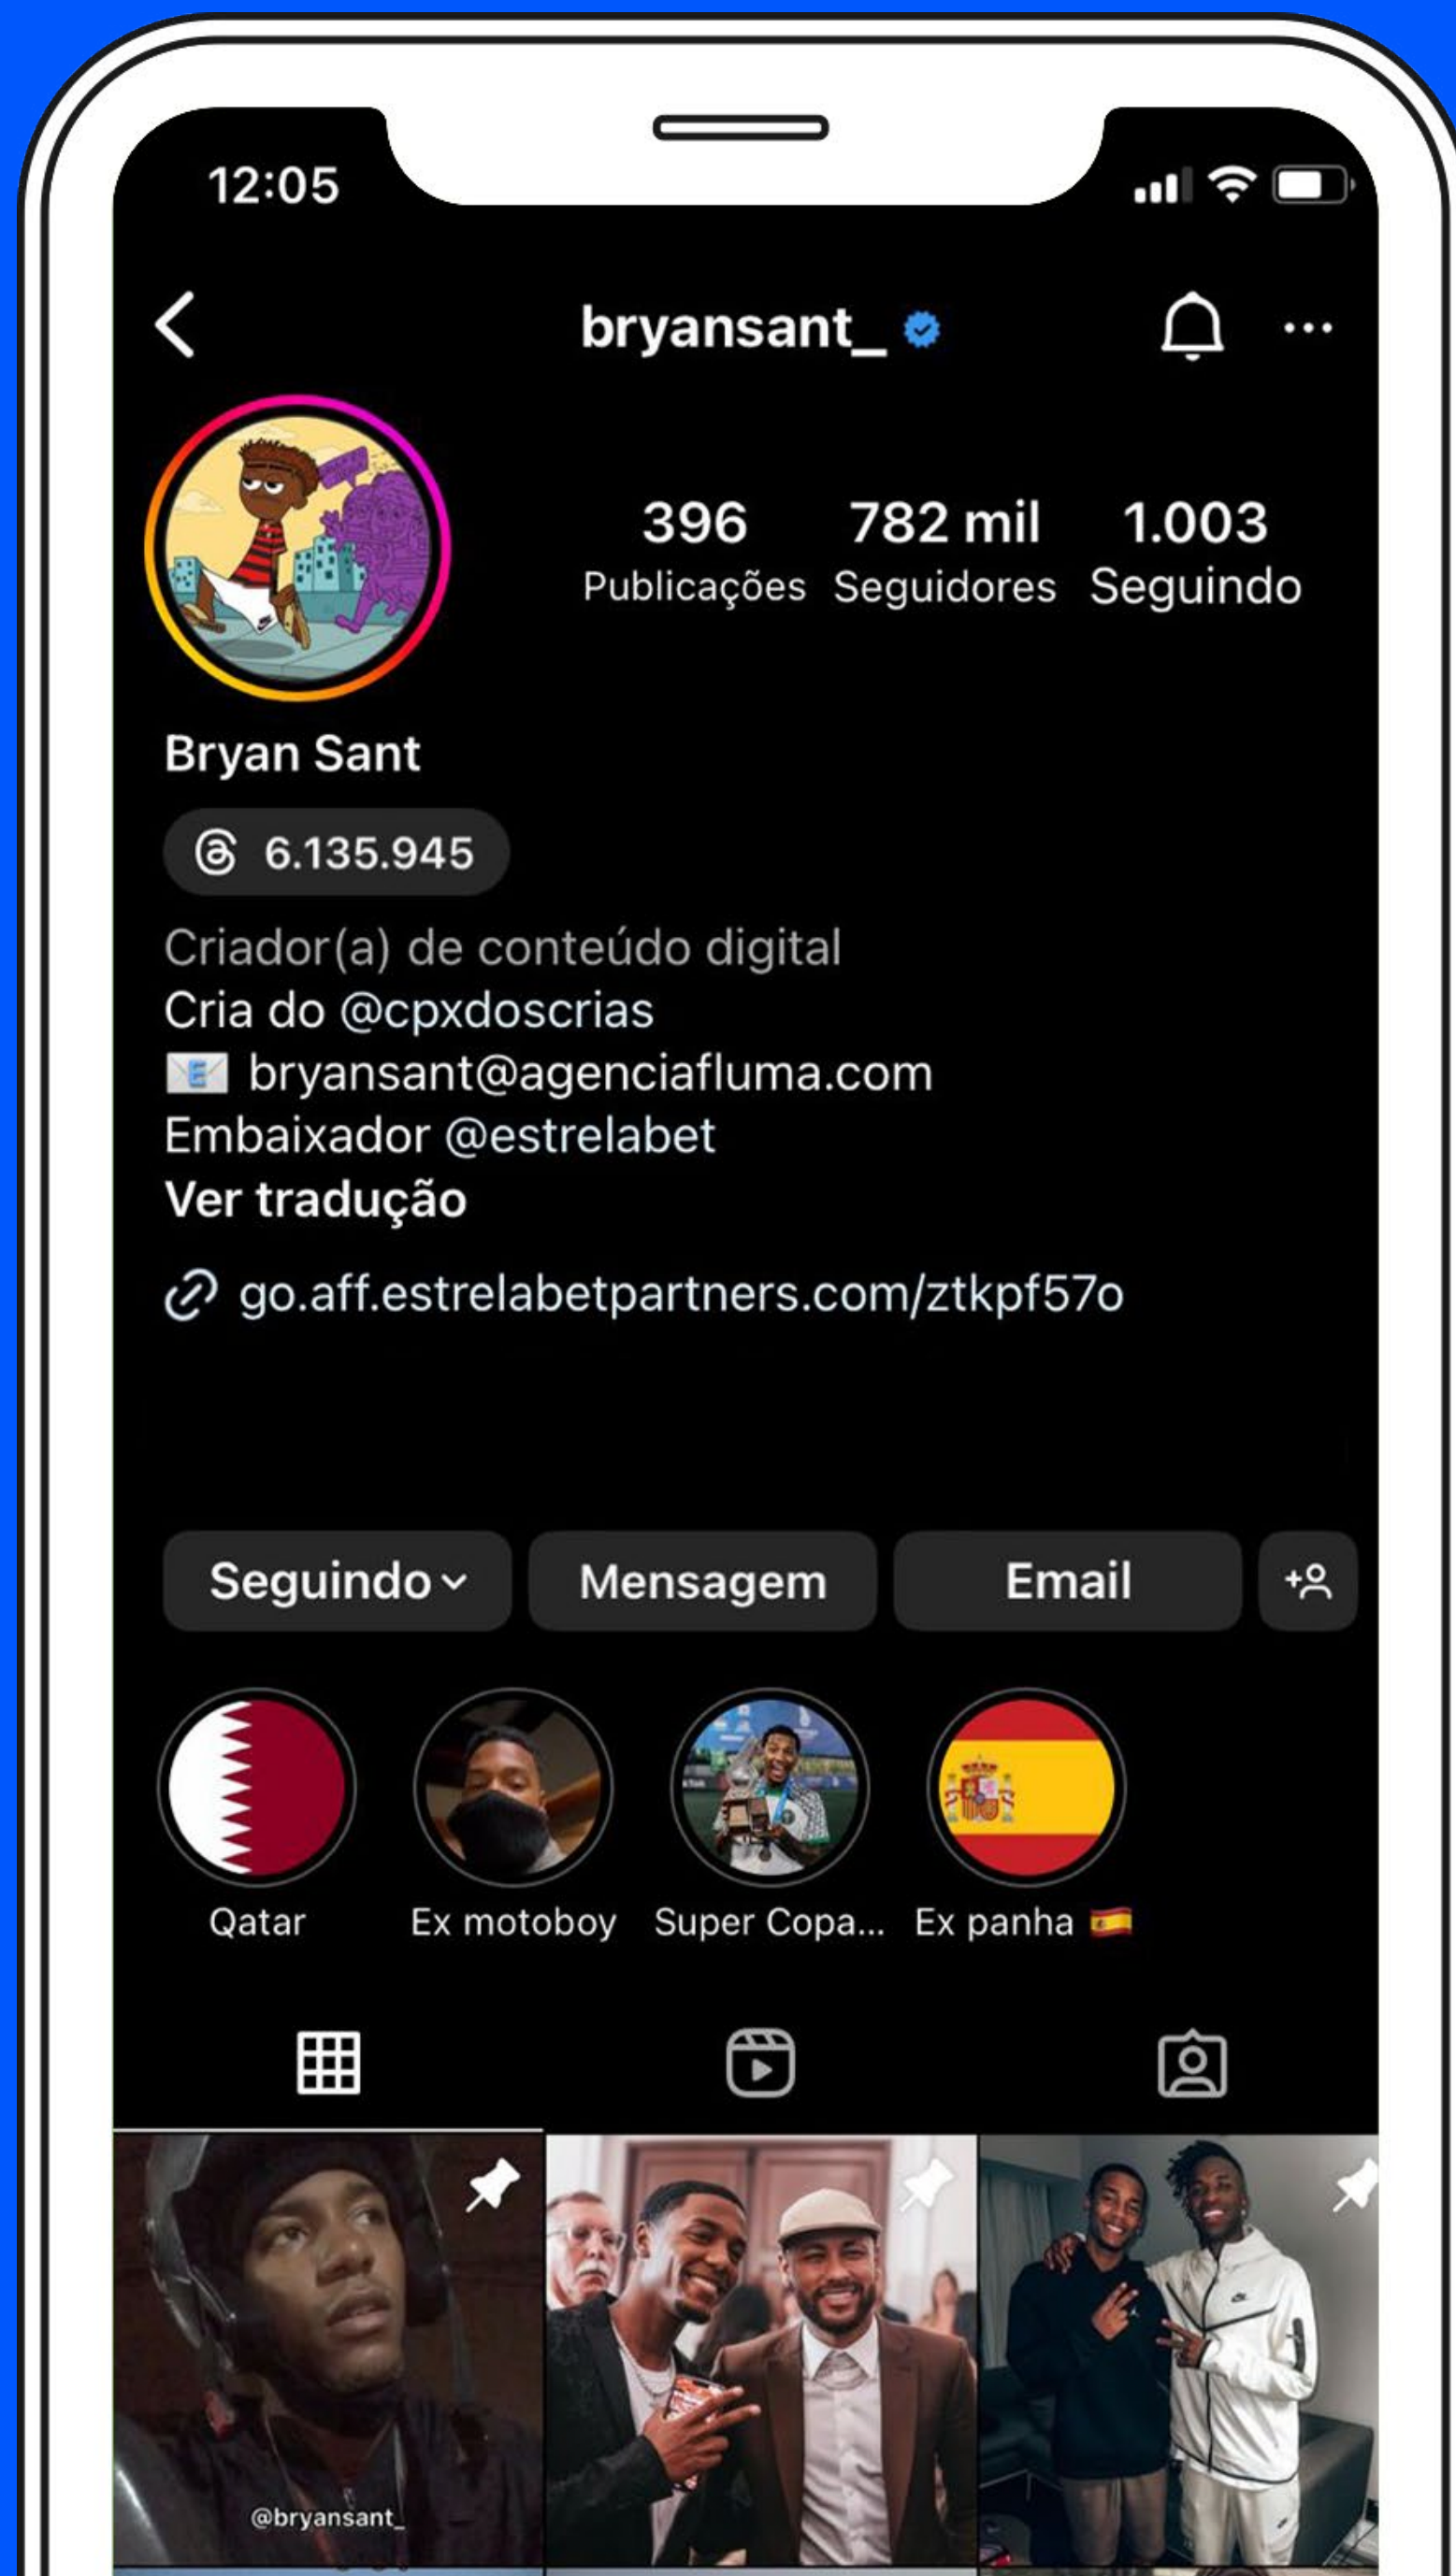 12:05
bryansant_
396 782 mil 1.003
Publicações Seguidores Seguindo
Bryan Sant
6.135.945
Criador(a) de conteúdo digital
Cria do @cpxdoscrias
📧 bryansant@agenciafluma.com
Embaixador @estrelabet
Ver tradução
go.aff.estrelabetpartners.com/ztkpf57o
Seguindo Mensagem Email
Qatar Ex motoboy Super Copa... Ex panha 🇪🇸
@bryansant_